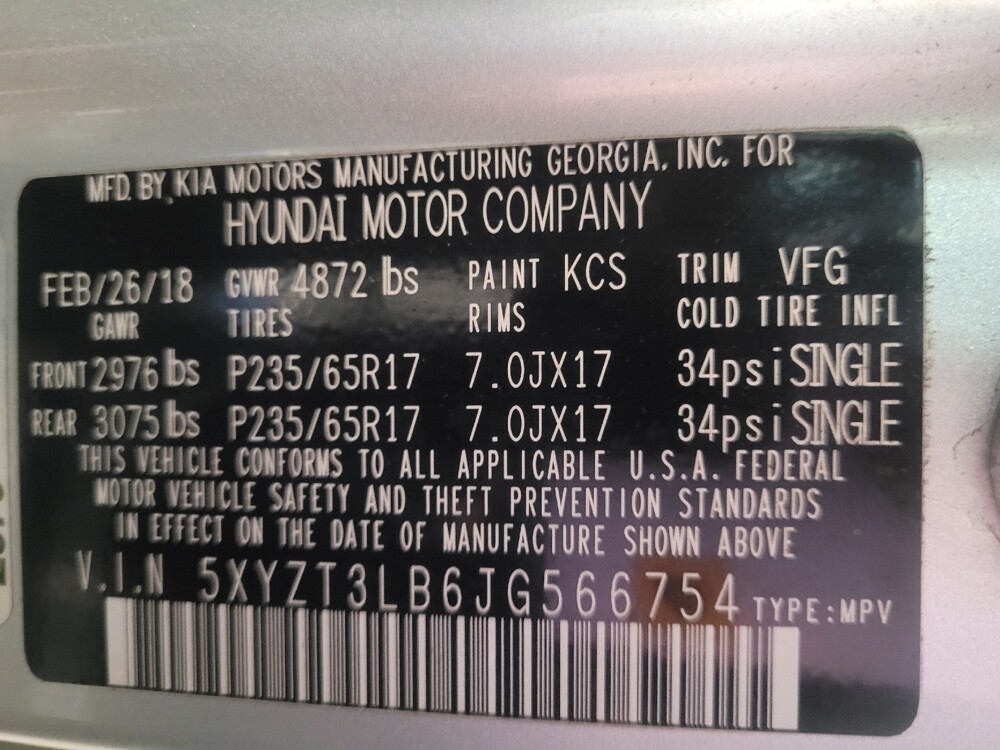 MFD. BY KIA MOTORS MANUFACTURING GEORGIA, INC. FOR
HYUNDAI MOTOR COMPANY
FEB/26/18 GVWR 4872 lbs PAINT KCS TRIM VFG
GAWR TIRES RIMS COLD TIRE INFL
FRONT 2976 lbs P235/65R17 7.0JX17 34psi SINGLE
REAR 3075 lbs P235/65R17 7.0JX17 34psi SINGLE
THIS VEHICLE CONFORMS TO ALL APPLICABLE U.S.A. FEDERAL
MOTOR VEHICLE SAFETY AND THEFT PREVENTION STANDARDS
IN EFFECT ON THE DATE OF MANUFACTURE SHOWN ABOVE
V.I.N 5XYZT3LB6JG566754 TYPE:MPV